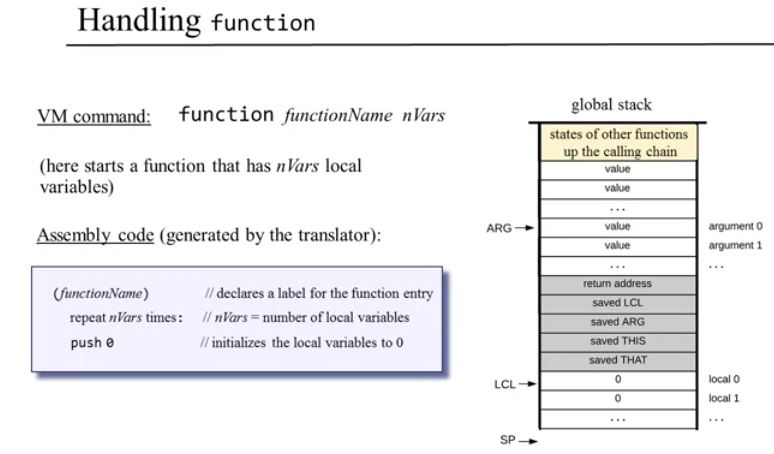 Handling function
VM command: function functionName nVars
(here starts a function that has nVars local
variables)
Assembly code (generated by the translator):
(functionName) // declares a label for the function entry
repeat nVars times: // nVars = number of local variables
push 0 // initializes the local variables to 0
global stack
states of other functions
up the calling chain
value
value
...
ARG value argument 0
value argument 1
... ...
return address
saved LCL
saved ARG
saved THIS
saved THAT
LCL 0 local 0
0 local 1
... ...
SP